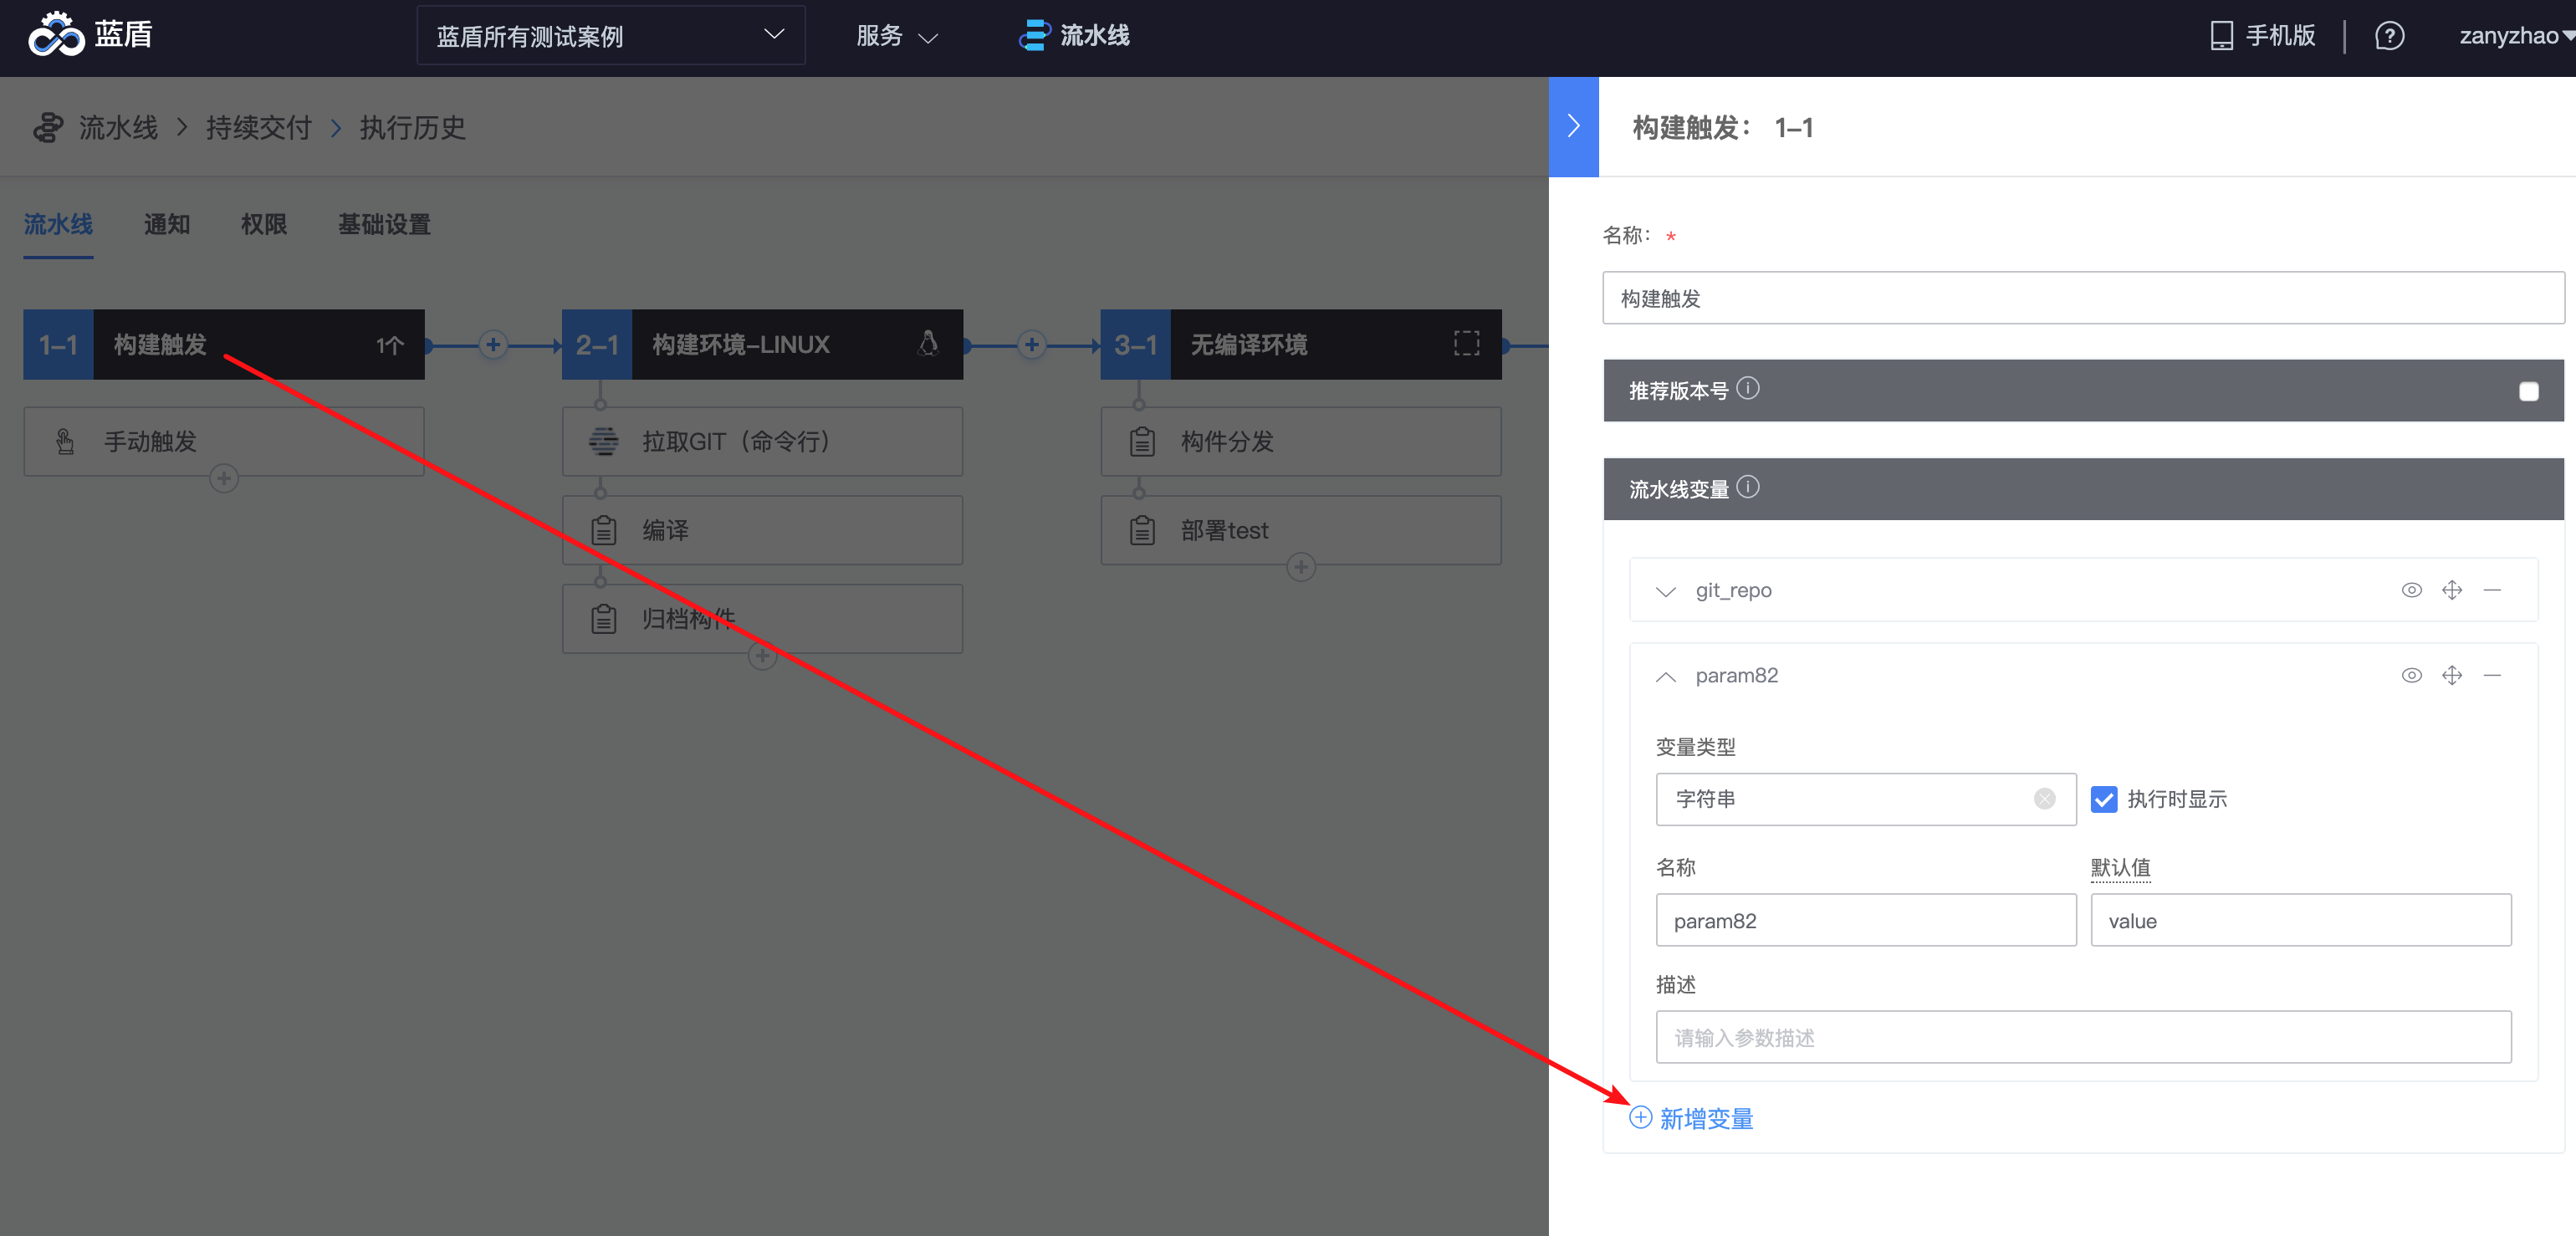 蓝盾
蓝盾所有测试案例
服务
流水线
手机版
zanyzhao
流水线 > 持续交付 > 执行历史
流水线 通知 权限 基础设置
1-1 构建触发 1个
手动触发
2-1 构建环境-LINUX
拉取GIT（命令行）
编译
归档构件
3-1 无编译环境
构件分发
部署test
构建触发： 1-1
名称： *
构建触发
推荐版本号
流水线变量
git_repo
param82
变量类型
字符串
执行时显示
名称
默认值
param82
value
描述
请输入参数描述
新增变量